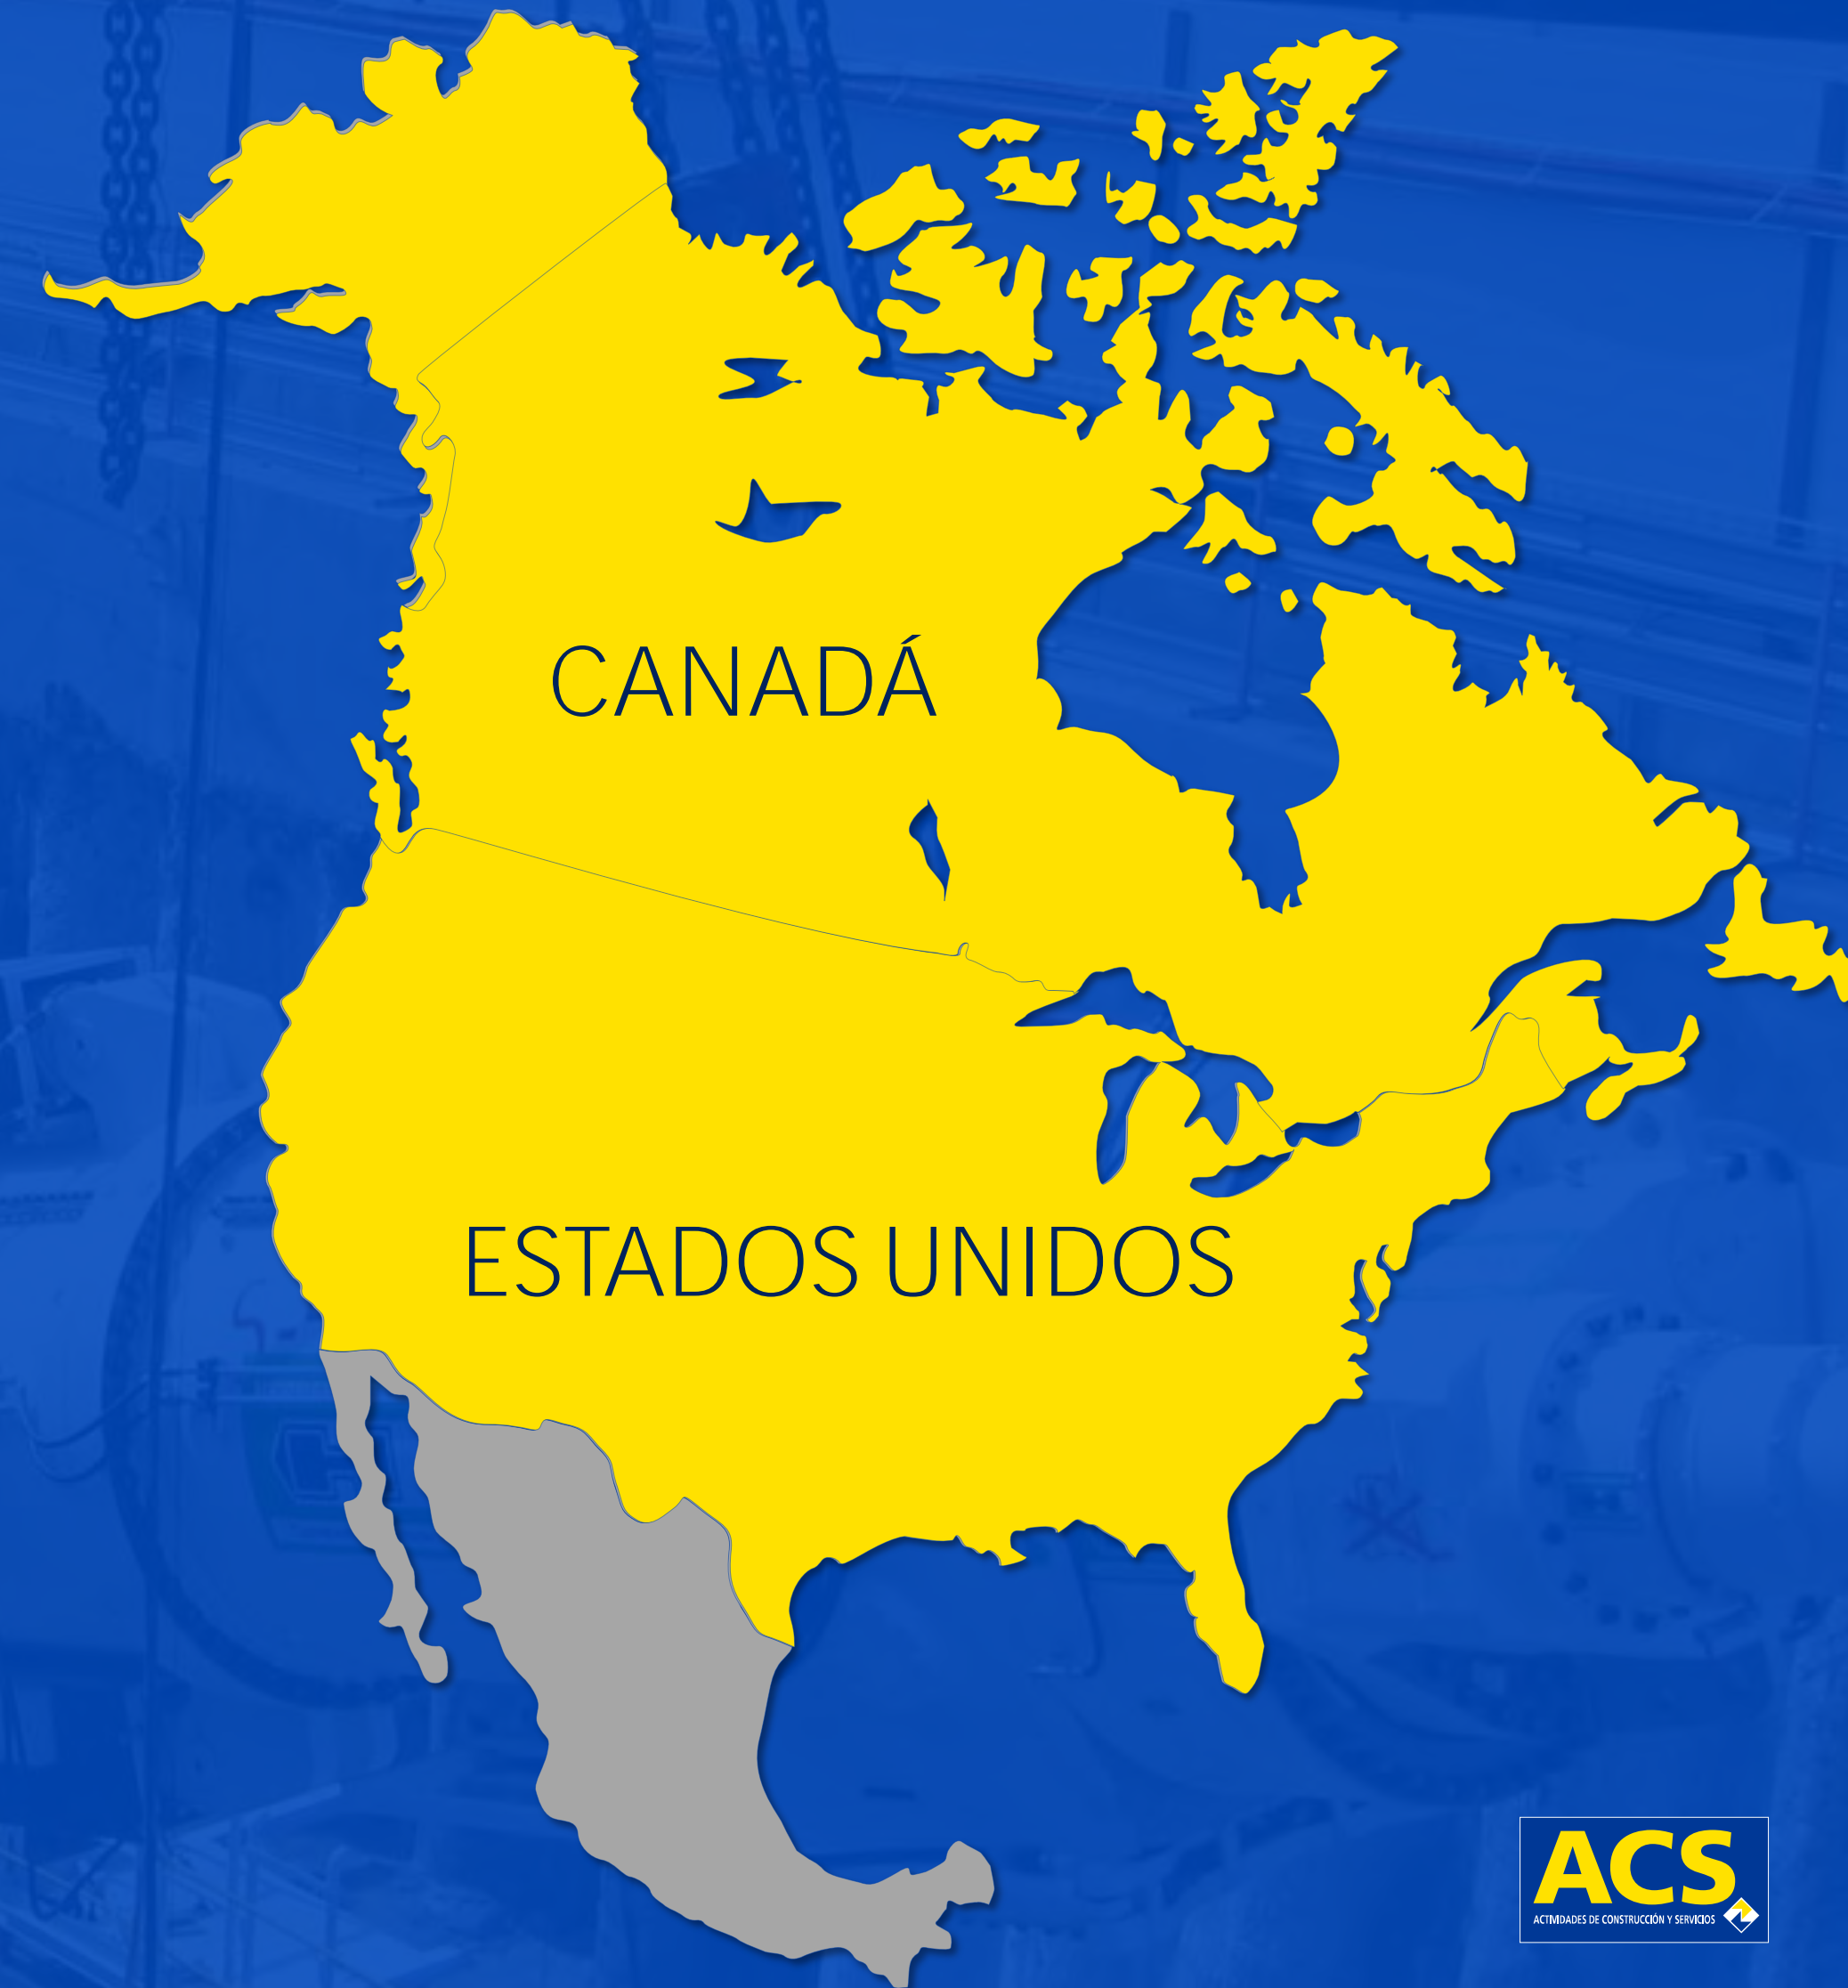 CANADÁ
ESTADOS UNIDOS
ACS
ACTIVIDADES DE CONSTRUCCIÓN Y SERVICIOS